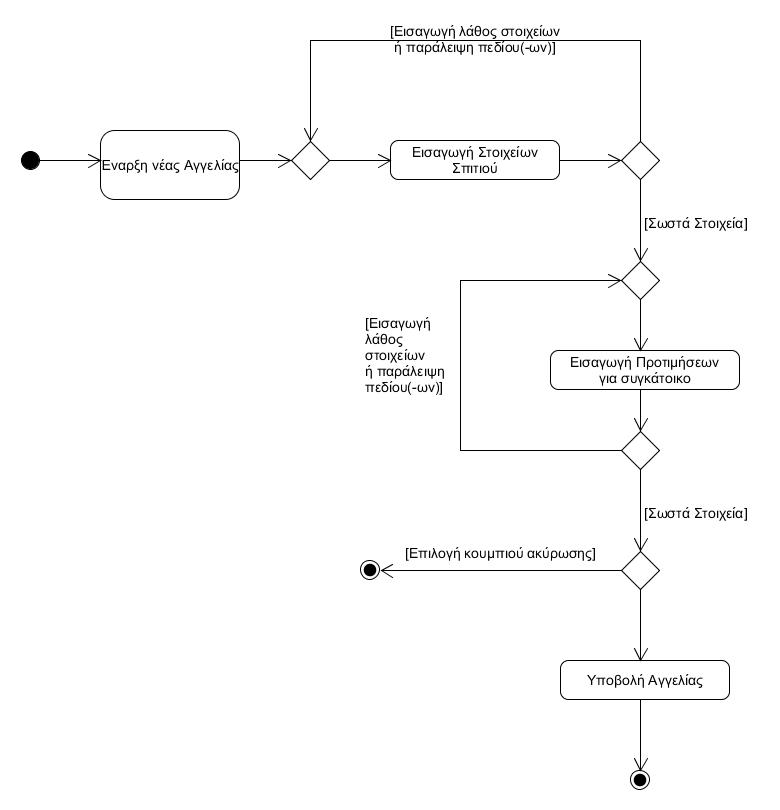 [Εισαγωγή λάθος στοιχείων
ή παράλειψη πεδίου(-ων)]
Έναρξη νέας Αγγελίας
Εισαγωγή Στοιχείων
Σπιτιού
[Σωστά Στοιχεία]
[Εισαγωγή
λάθος
στοιχείων
ή παράλειψη
πεδίου(-ων)]
Εισαγωγή Προτιμήσεων
για συγκάτοικο
[Σωστά Στοιχεία]
[Επιλογή κουμπιού ακύρωσης]
Υποβολή Αγγελίας